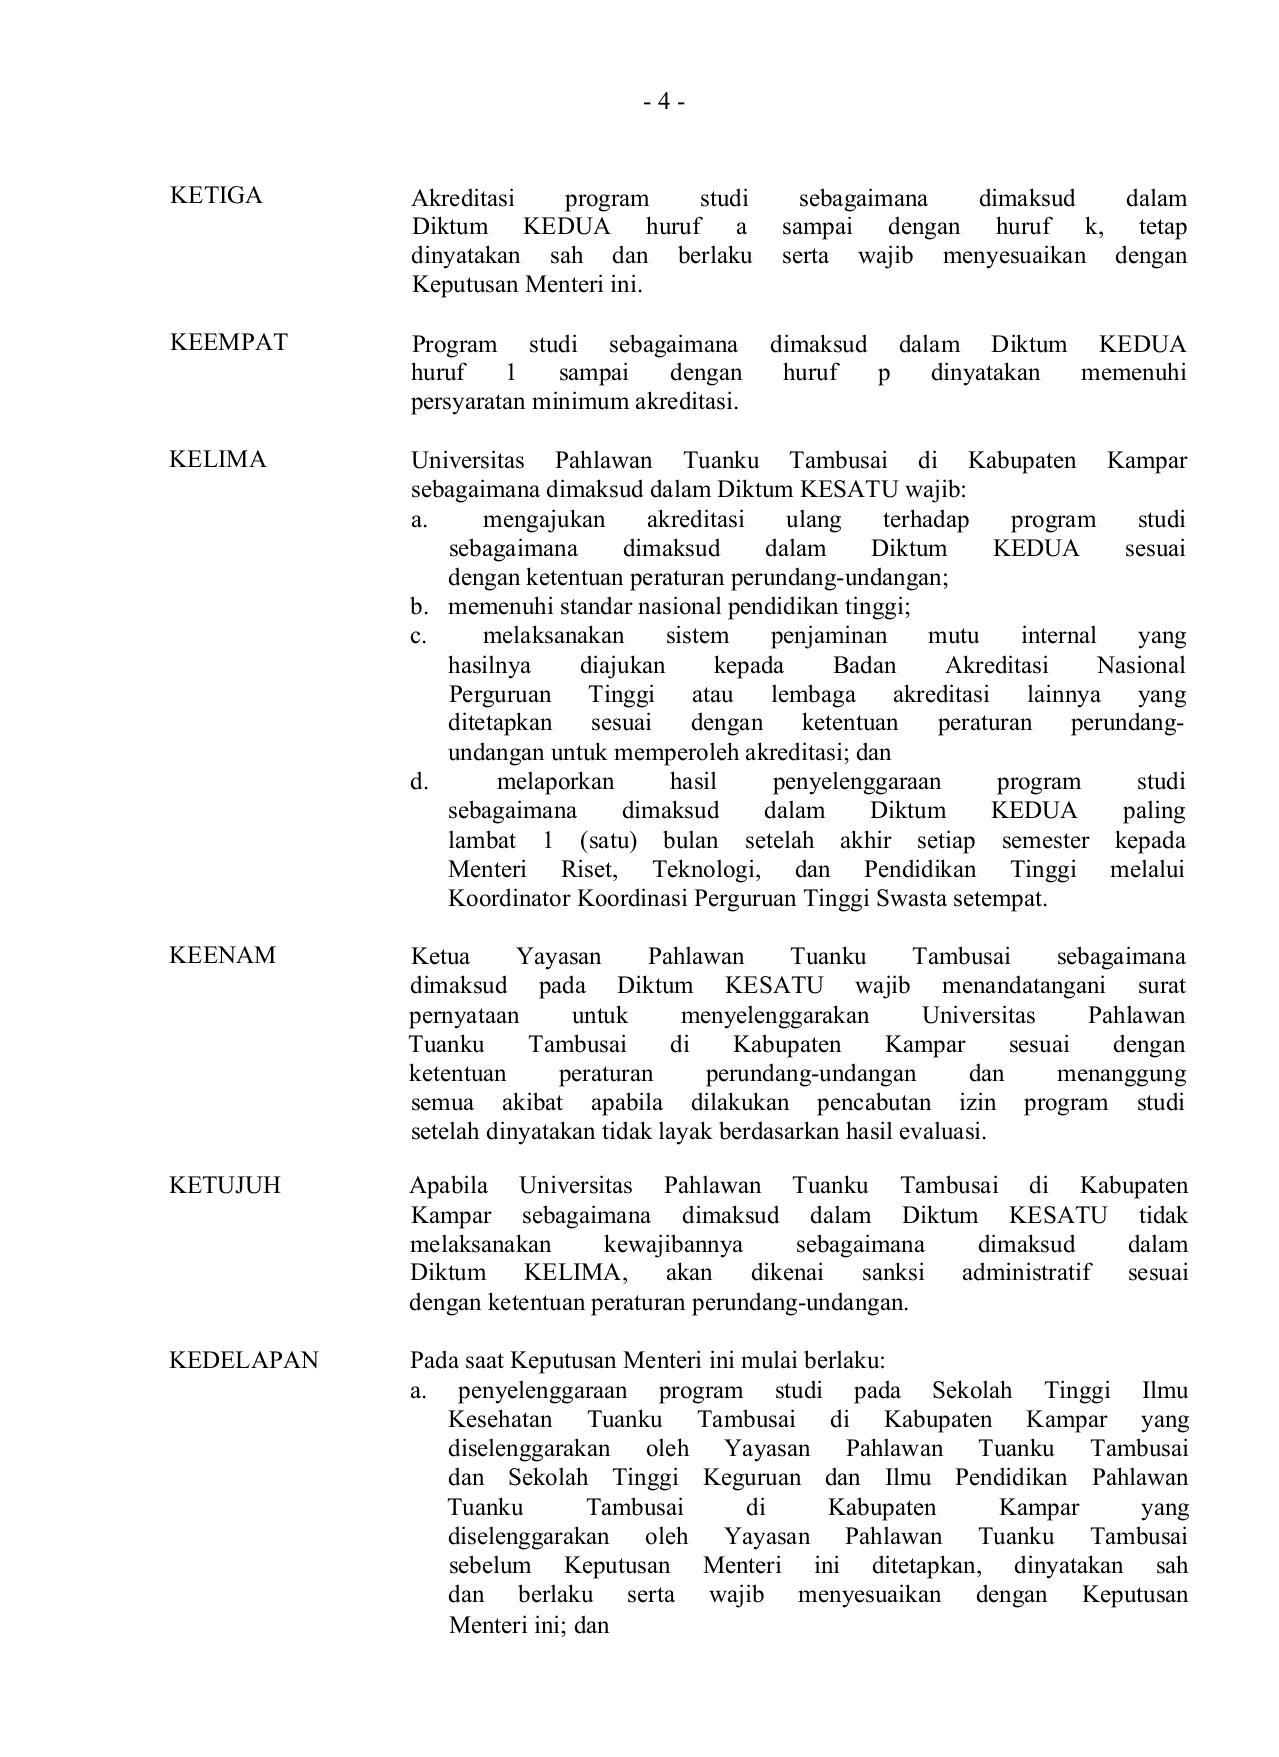 - 4 -
KETIGA Akreditasi program studi sebagaimana dimaksud dalam
Diktum KEDUA huruf a sampai dengan huruf k, tetap
dinyatakan sah dan berlaku serta wajib menyesuaikan dengan
Keputusan Menteri ini.
KEEMPAT Program studi sebagaimana dimaksud dalam Diktum KEDUA
huruf l sampai dengan huruf p dinyatakan memenuhi
persyaratan minimum akreditasi.
KELIMA Universitas Pahlawan Tuanku Tambusai di Kabupaten Kampar
sebagaimana dimaksud dalam Diktum KESATU wajib:
a. mengajukan akreditasi ulang terhadap program studi
sebagaimana dimaksud dalam Diktum KEDUA sesuai
dengan ketentuan peraturan perundang-undangan;
b. memenuhi standar nasional pendidikan tinggi;
c. melaksanakan sistem penjaminan mutu internal yang
hasilnya diajukan kepada Badan Akreditasi Nasional
Perguruan Tinggi atau lembaga akreditasi lainnya yang
ditetapkan sesuai dengan ketentuan peraturan perundang-
undangan untuk memperoleh akreditasi; dan
d. melaporkan hasil penyelenggaraan program studi
sebagaimana dimaksud dalam Diktum KEDUA paling
lambat 1 (satu) bulan setelah akhir setiap semester kepada
Menteri Riset, Teknologi, dan Pendidikan Tinggi melalui
Koordinator Koordinasi Perguruan Tinggi Swasta setempat.
KEENAM Ketua Yayasan Pahlawan Tuanku Tambusai sebagaimana
dimaksud pada Diktum KESATU wajib menandatangani surat
pernyataan untuk menyelenggarakan Universitas Pahlawan
Tuanku Tambusai di Kabupaten Kampar sesuai dengan
ketentuan peraturan perundang-undangan dan menanggung
semua akibat apabila dilakukan pencabutan izin program studi
setelah dinyatakan tidak layak berdasarkan hasil evaluasi.
KETUJUH Apabila Universitas Pahlawan Tuanku Tambusai di Kabupaten
Kampar sebagaimana dimaksud dalam Diktum KESATU tidak
melaksanakan kewajibannya sebagaimana dimaksud dalam
Diktum KELIMA, akan dikenai sanksi administratif sesuai
dengan ketentuan peraturan perundang-undangan.
KEDELAPAN Pada saat Keputusan Menteri ini mulai berlaku:
a. penyelenggaraan program studi pada Sekolah Tinggi Ilmu
Kesehatan Tuanku Tambusai di Kabupaten Kampar yang
diselenggarakan oleh Yayasan Pahlawan Tuanku Tambusai
dan Sekolah Tinggi Keguruan dan Ilmu Pendidikan Pahlawan
Tuanku Tambusai di Kabupaten Kampar yang
diselenggarakan oleh Yayasan Pahlawan Tuanku Tambusai
sebelum Keputusan Menteri ini ditetapkan, dinyatakan sah
dan berlaku serta wajib menyesuaikan dengan Keputusan
Menteri ini; dan